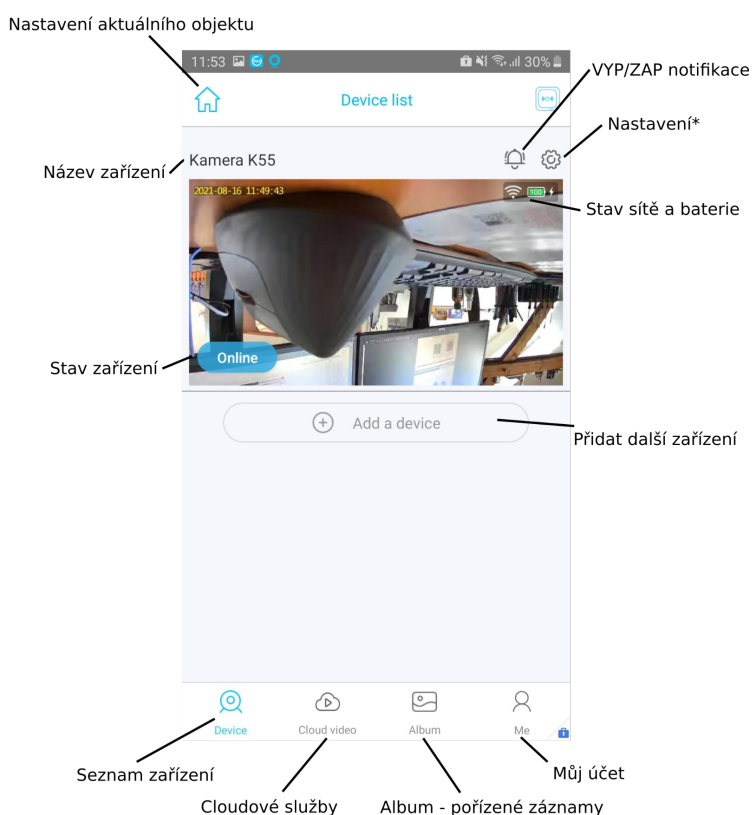 Nastavení aktuálního objektu
11:53 30%
VYP/ZAP notifikace
Device list
Nastavení*
Název zařízení
Kamera K55
2021-08-16 11:49:43
100
Stav sítě a baterie
Stav zařízení
Online
Add a device
Přidat další zařízení
Device
Cloud video
Album
Me
Seznam zařízení
Můj účet
Cloudové služby
Album - pořízené záznamy